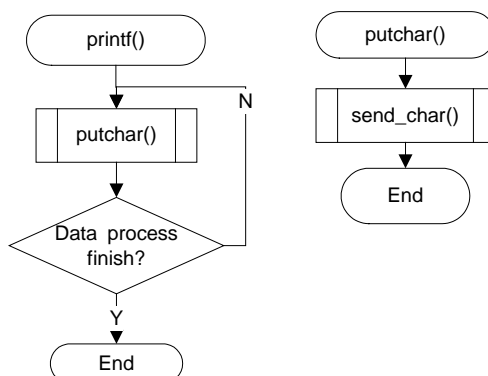 printf()
N
putchar()
Data process
finish?
Y
End
putchar()
send_char()
End